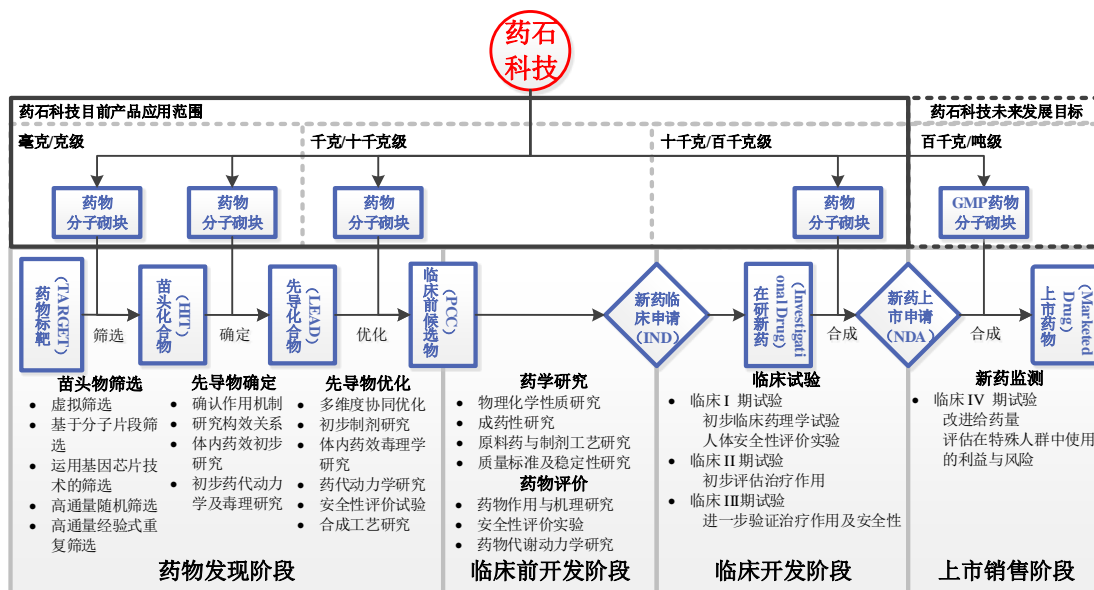 药石
科技
药石科技目前产品应用范围
药石科技未来发展目标
毫克/克级
千克/十千克级
十千克/百千克级
百千克/吨级
药物
分子砌块
药物
分子砌块
药物
分子砌块
药物
分子砌块
GMP药物
分子砌块
药物标靶
(TARGET)
筛选
苗头化合物
(HIT)
确定
先导化合物
(LEAD)
优化
临床前候选物
(PCC)
新药临
床申请
(IND)
在研新药
(Investigati
onal Drug)
合成
新药上
市申请
(NDA)
合成
上市药物
(Marketed
Drug)
苗头物筛选
• 虚拟筛选
• 基于分子片段筛
选
• 运用基因芯片技
术的筛选
• 高通量随机筛选
• 高通量经验式重
复筛选
先导物确定
• 确认作用机制
• 研究构效关系
• 体内药效初步
研究
• 初步药代动力
学及毒理研究
先导物优化
• 多维度协同优化
• 初步制剂研究
• 体内药效毒理学
研究
• 药代动力学研究
• 安全性评价试验
• 合成工艺研究
药学研究
• 物理化学性质研究
• 成药性研究
• 原料药与制剂工艺研究
• 质量标准及稳定性研究
药物评价
• 药物作用与机理研究
• 安全性评价实验
• 药物代谢动力学研究
临床试验
• 临床I 期试验
初步临床药理学试验
人体安全性评价实验
• 临床II期试验
初步评估治疗作用
• 临床III期试验
进一步验证治疗作用及安全性
新药监测
• 临床IV 期试验
改进给药量
评估在特殊人群中使用
的利益与风险
药物发现阶段
临床前开发阶段
临床开发阶段
上市销售阶段